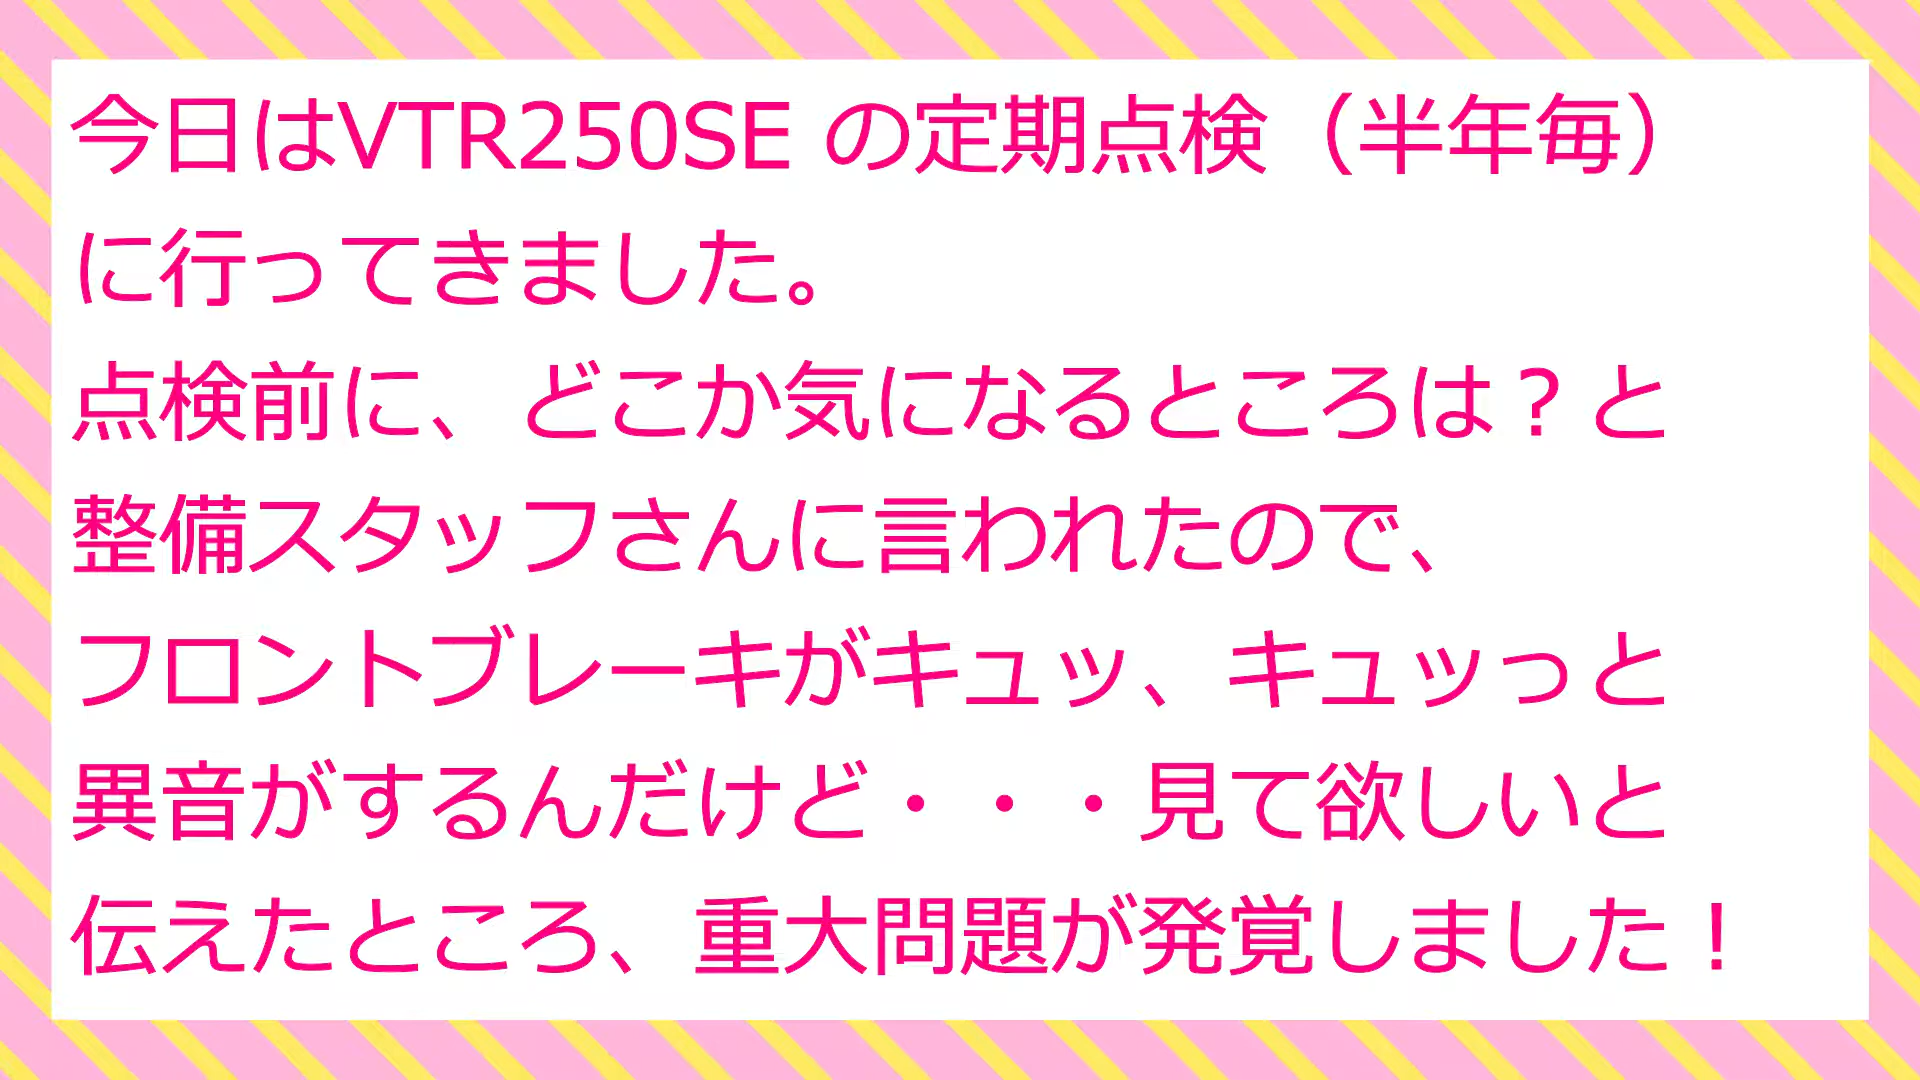 今日はVTR250SE の定期点検（半年毎）
に行ってきました。
点検前に、どこか気になるところは？と
整備スタッフさんに言われたので、
フロントブレーキがキュッ、キュッっと
異音がするんだけど・・・見て欲しいと
伝えたところ、重大問題が発覚しました！